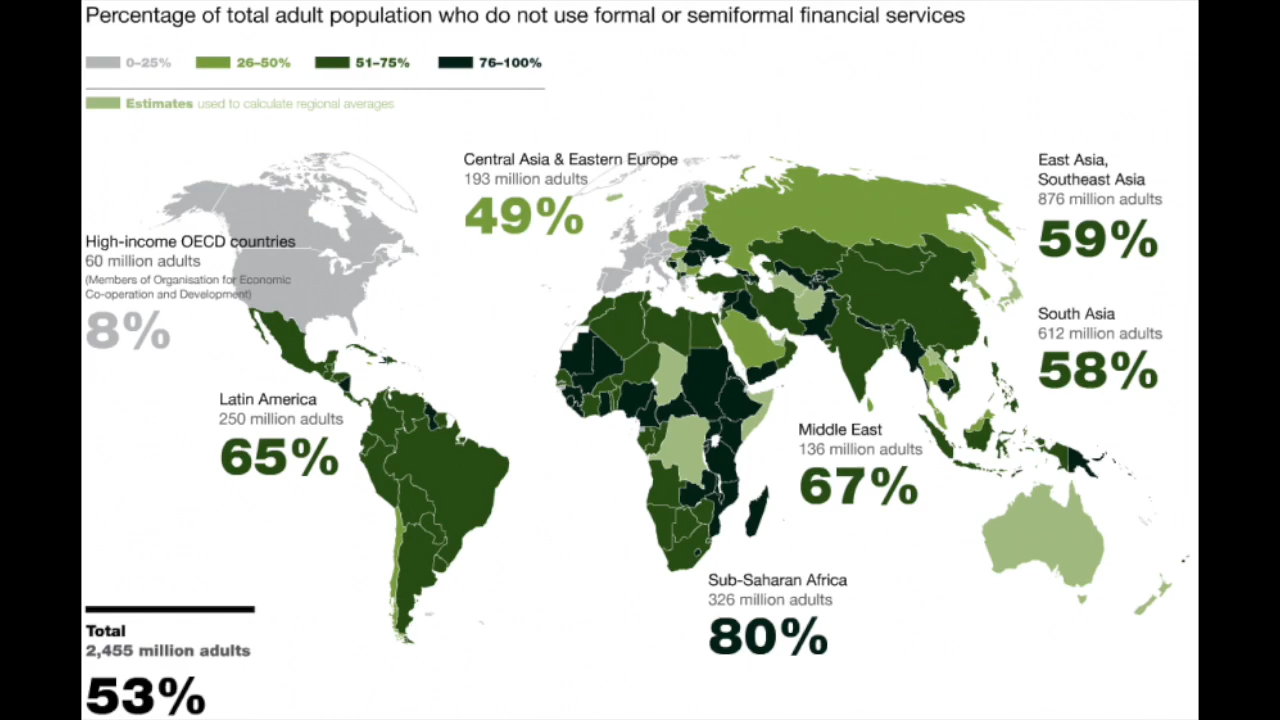 Percentage of total adult population who do not use formal or semiformal financial services
0–25% 26–50% 51–75% 76–100%
Estimates used to calculate regional averages
High-income OECD countries
60 million adults
(Members of Organisation for Economic
Co-operation and Development)
8%
Central Asia & Eastern Europe
193 million adults
49%
East Asia,
Southeast Asia
876 million adults
59%
South Asia
612 million adults
58%
Latin America
250 million adults
65%
Middle East
136 million adults
67%
Sub-Saharan Africa
326 million adults
80%
Total
2,455 million adults
53%